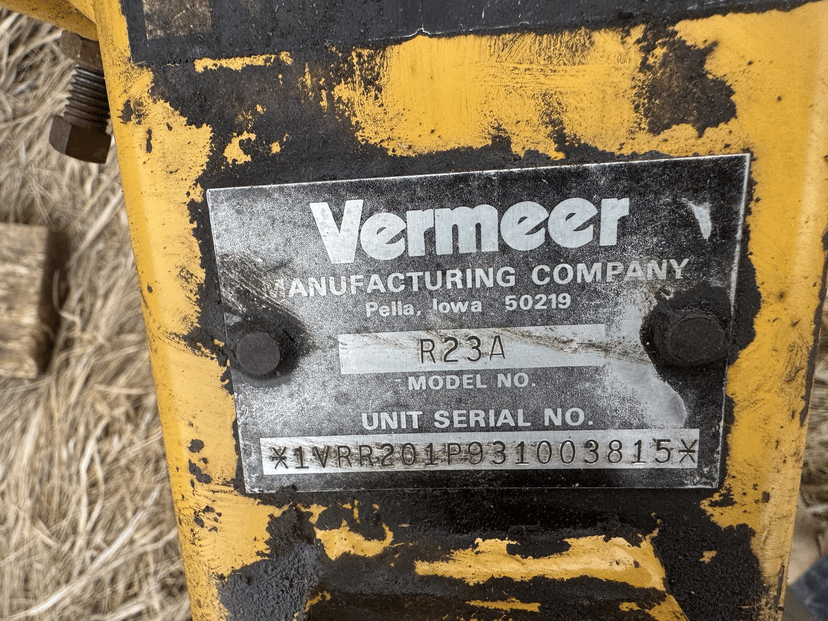 Vermeer
MANUFACTURING COMPANY
Pella, Iowa 50219
R23A
MODEL NO.
UNIT SERIAL NO.
*1VRR201P931003815*